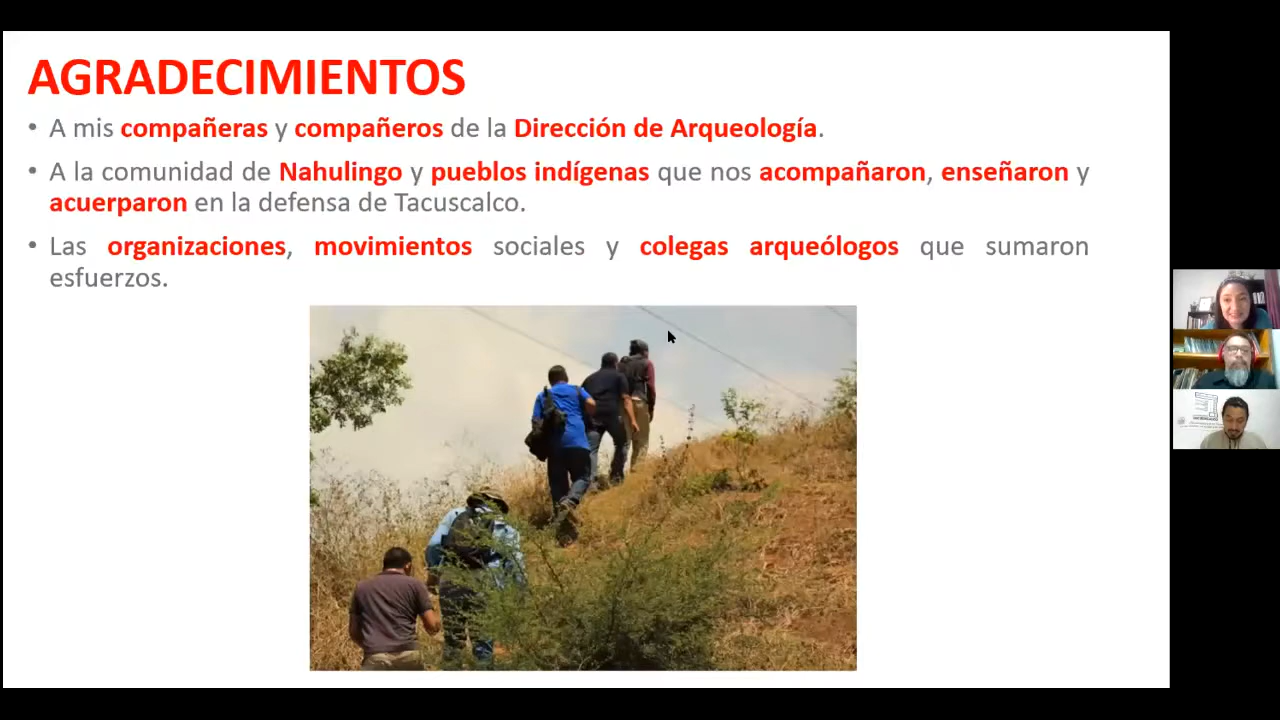 AGRADECIMIENTOS
• A mis compañeras y compañeros de la Dirección de Arqueología.
• A la comunidad de Nahulingo y pueblos indígenas que nos acompañaron, enseñaron y
acuerparon en la defensa de Tacuscalco.
• Las organizaciones, movimientos sociales y colegas arqueólogos que sumaron
esfuerzos.